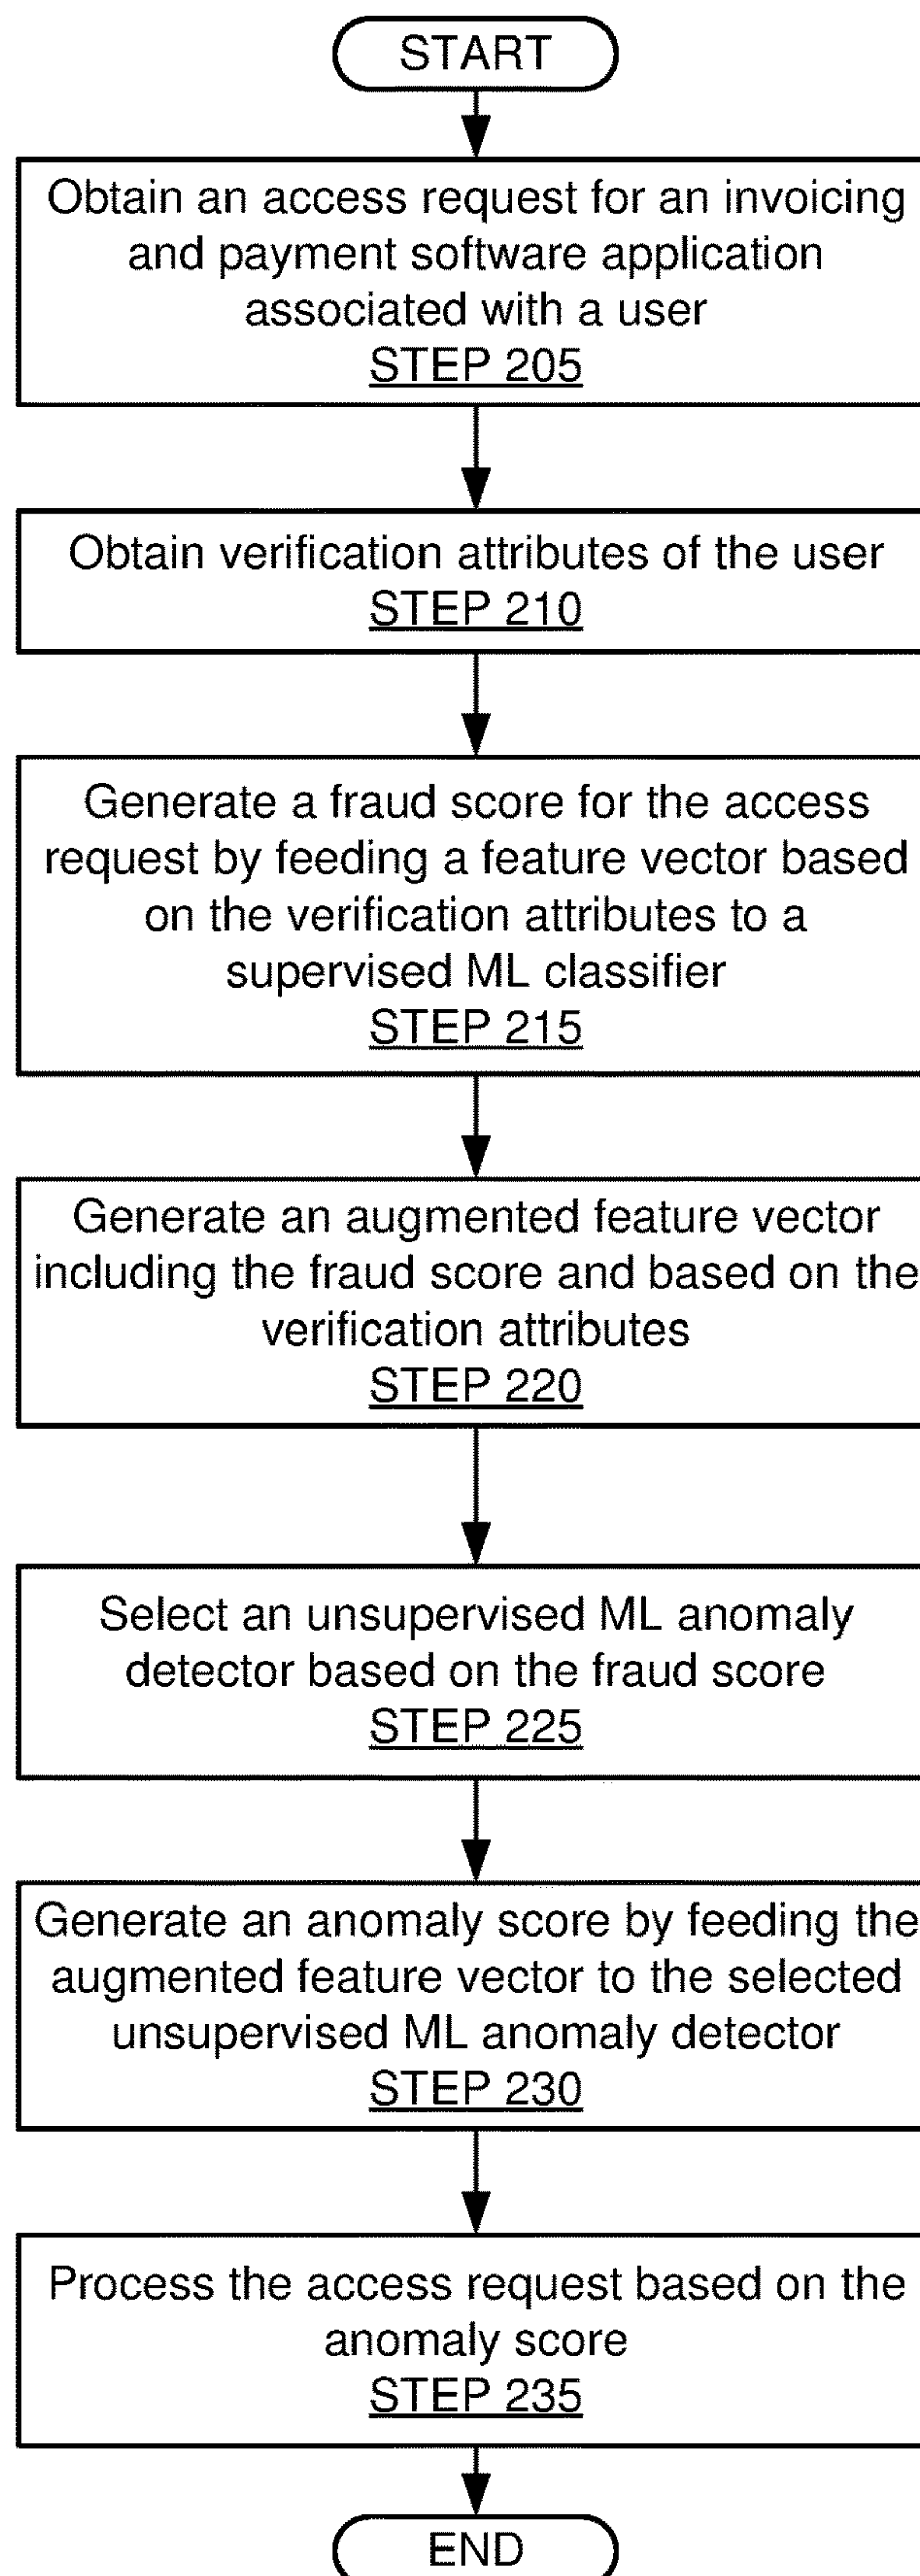 START
Obtain an access request for an invoicing
and payment software application
associated with a user
STEP 205
Obtain verification attributes of the user
STEP 210
Generate a fraud score for the access
request by feeding a feature vector based
on the verification attributes to a
supervised ML classifier
STEP 215
Generate an augmented feature vector
including the fraud score and based on the
verification attributes
STEP 220
Select an unsupervised ML anomaly
detector based on the fraud score
STEP 225
Generate an anomaly score by feeding the
augmented feature vector to the selected
unsupervised ML anomaly detector
STEP 230
Process the access request based on the
anomaly score
STEP 235
END